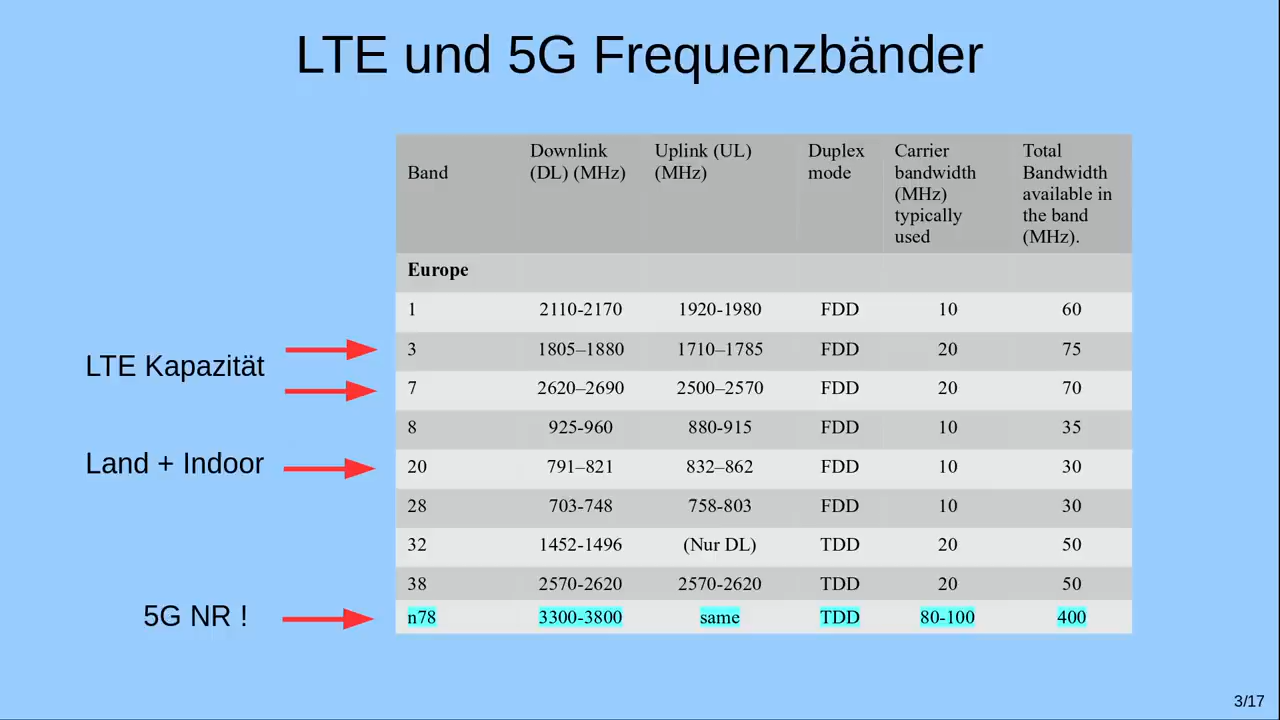 LTE und 5G Frequenzbänder
Band
Downlink
(DL) (MHz)
Uplink (UL)
(MHz)
Duplex
mode
Carrier
bandwidth
(MHz)
typically
used
Total
Bandwidth
available in
the band
(MHz).
Europe
1 2110-2170 1920-1980 FDD 10 60
LTE Kapazität
3 1805–1880 1710–1785 FDD 20 75
7 2620–2690 2500–2570 FDD 20 70
8 925-960 880-915 FDD 10 35
Land + Indoor
20 791–821 832–862 FDD 10 30
28 703-748 758-803 FDD 10 30
32 1452-1496 (Nur DL) TDD 20 50
38 2570-2620 2570-2620 TDD 20 50
5G NR !
n78 3300-3800 same TDD 80-100 400
3/17